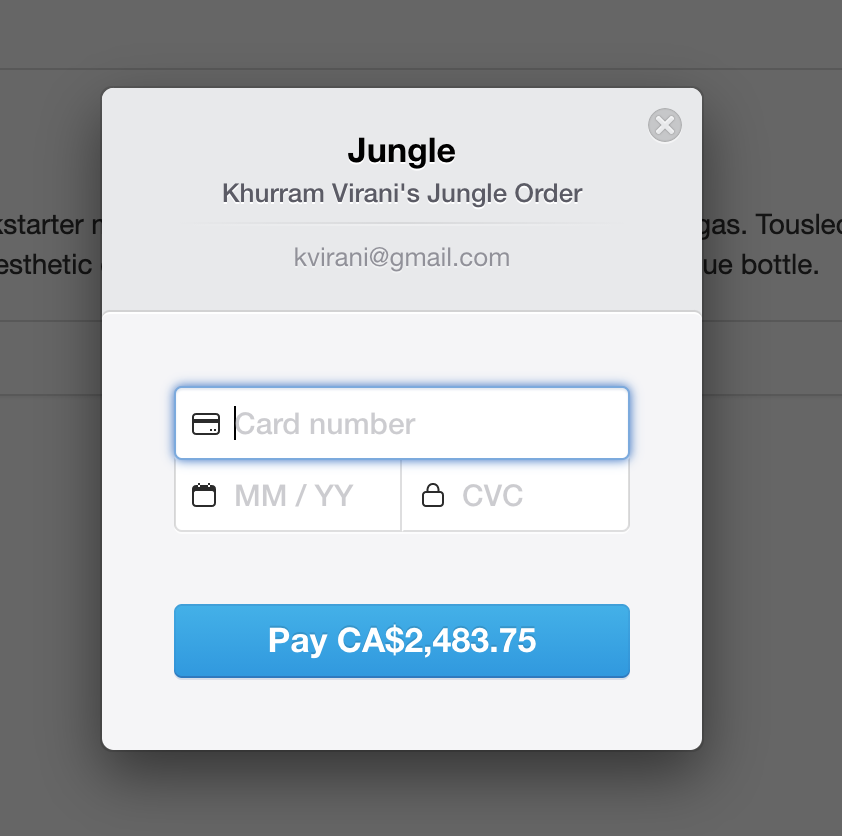 Jungle
Khurram Virani's Jungle Order
kvirani@gmail.com
gas. Tousled
esthetic
ue bottle.
Card number
MM / YY
CVC
Pay CA$2,483.75